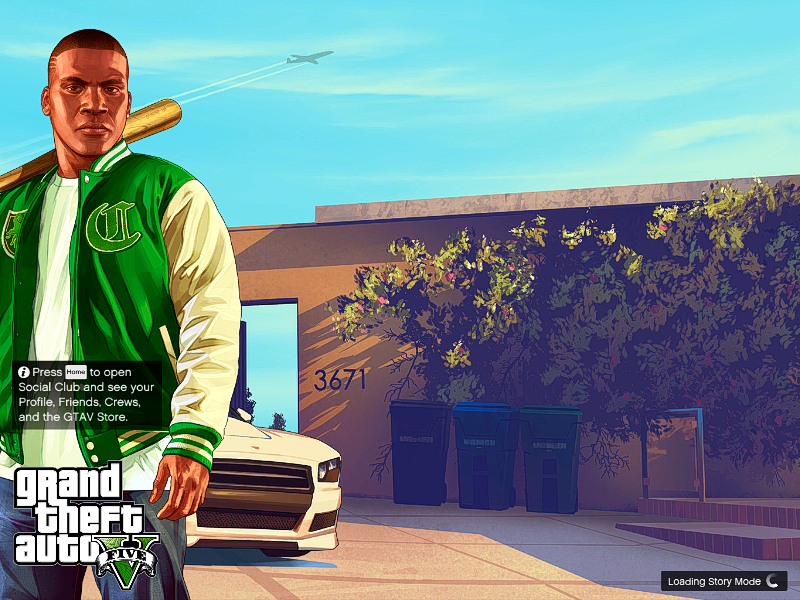 C
3671
Press Home to open
Social Club and see your
Profile, Friends, Crews,
and the GTAV Store.
grand
theft
auto
V
FIVE
Loading Story Mode